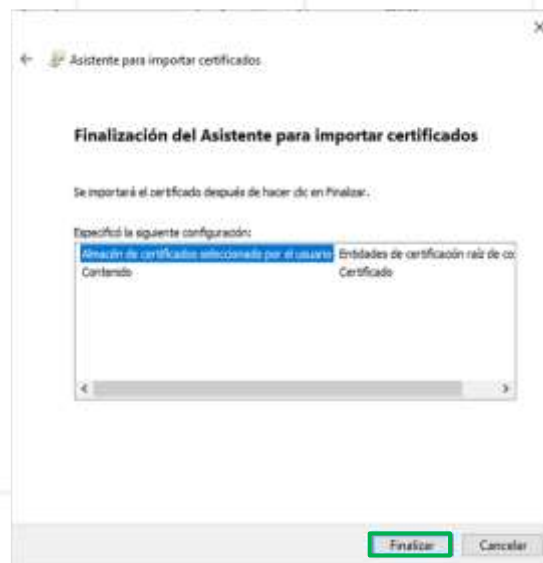 Asistente para importar certificados
Finalización del Asistente para importar certificados
Se importará el certificado después de hacer clic en Finalizar.
Especificó la siguiente configuración:
Almacén de certificados seleccionado por el usuario Entidades de certificación raíz de co
Contenido Certificado
Finalizar Cancelar